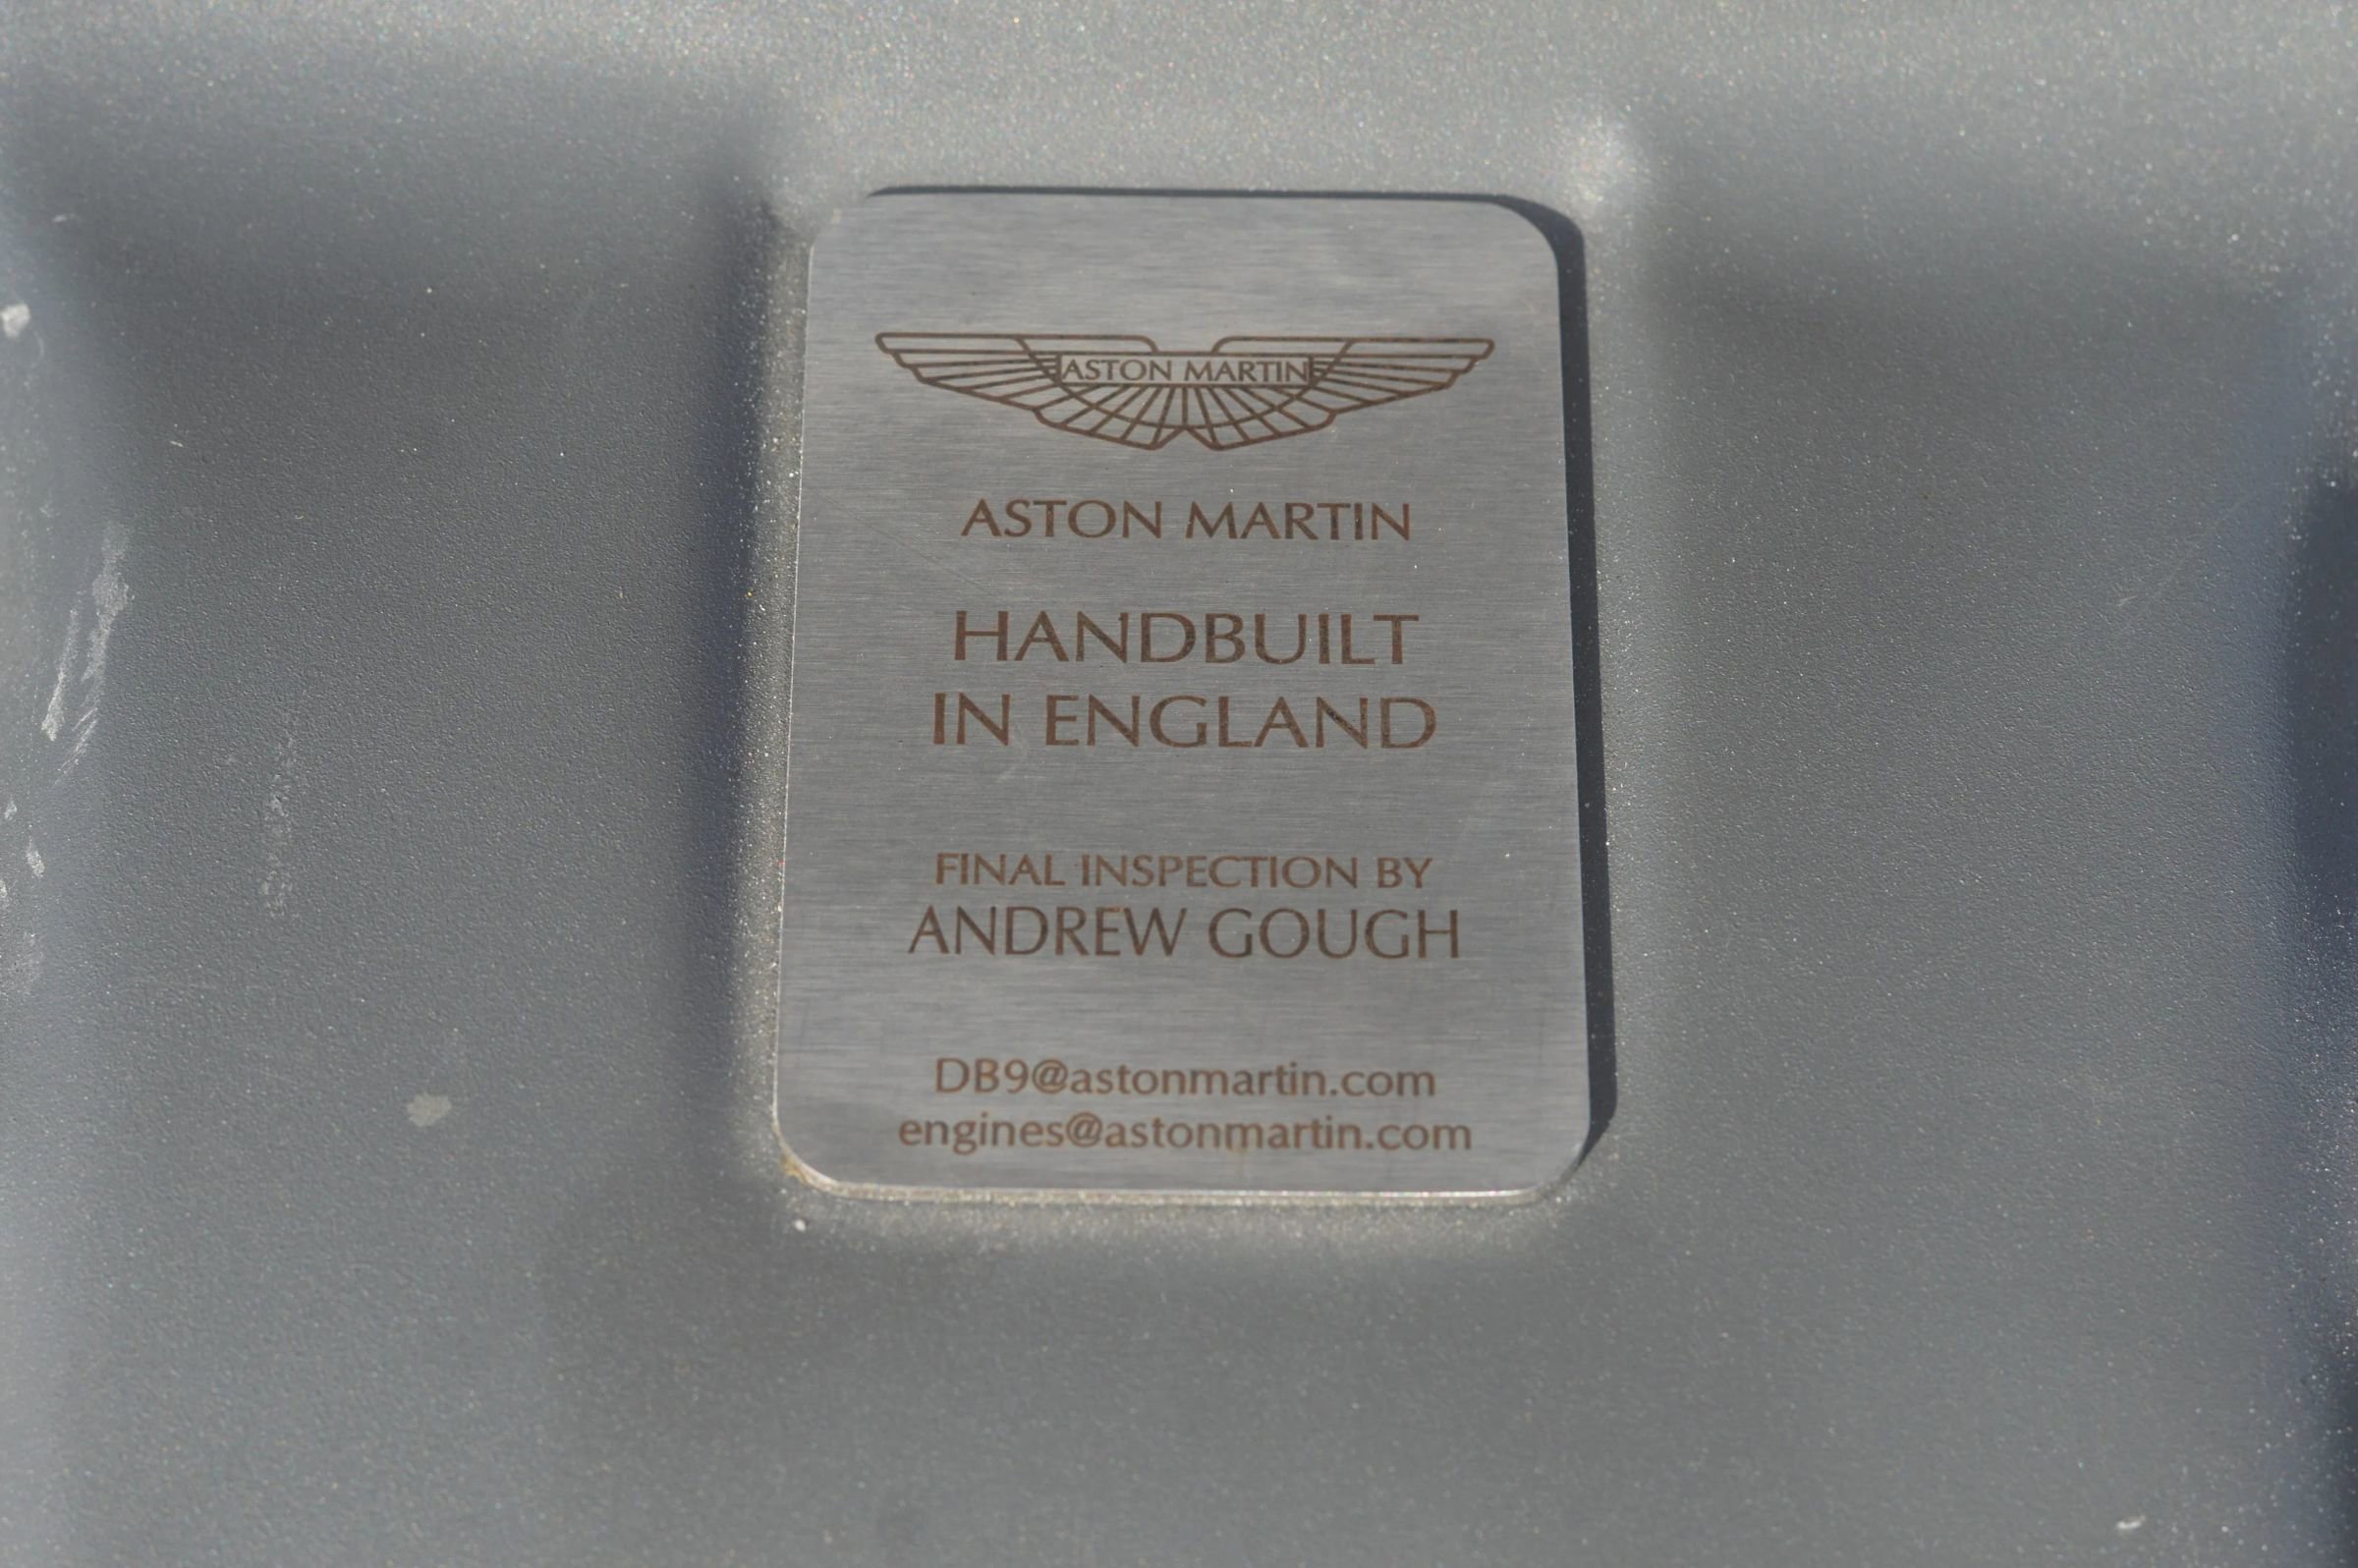 ASTON MARTIN
ASTON MARTIN
HANDBUILT
IN ENGLAND
FINAL INSPECTION BY
ANDREW GOUGH
DB9@astonmartin.com
engines@astonmartin.com